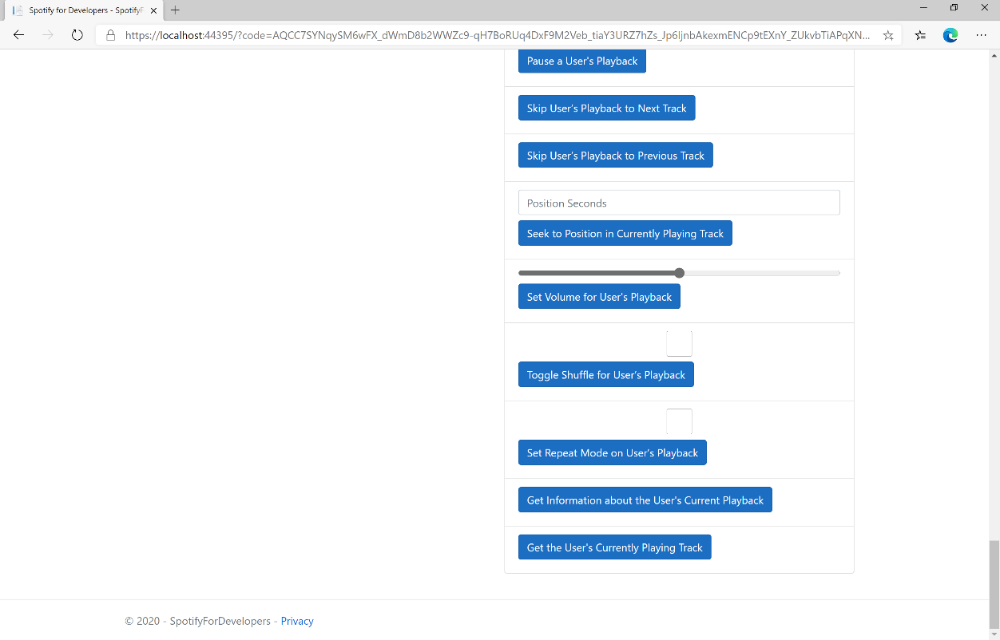 Spotify for Developers - SpotifyF
https://localhost:44395/?code=AQCC7SYNqySM6wFX_dWmD8b2WWZc9-qH7BoRUq4DxF9M2Veb_tiaY3URZ7hZs_Jp6IjnbAkexmENCp9tEXnY_ZUkvbTiAPqXN...
Pause a User's Playback
Skip User's Playback to Next Track
Skip User's Playback to Previous Track
Position Seconds
Seek to Position in Currently Playing Track
Set Volume for User's Playback
Toggle Shuffle for User's Playback
Set Repeat Mode on User's Playback
Get Information about the User's Current Playback
Get the User's Currently Playing Track
© 2020 - SpotifyForDevelopers - Privacy